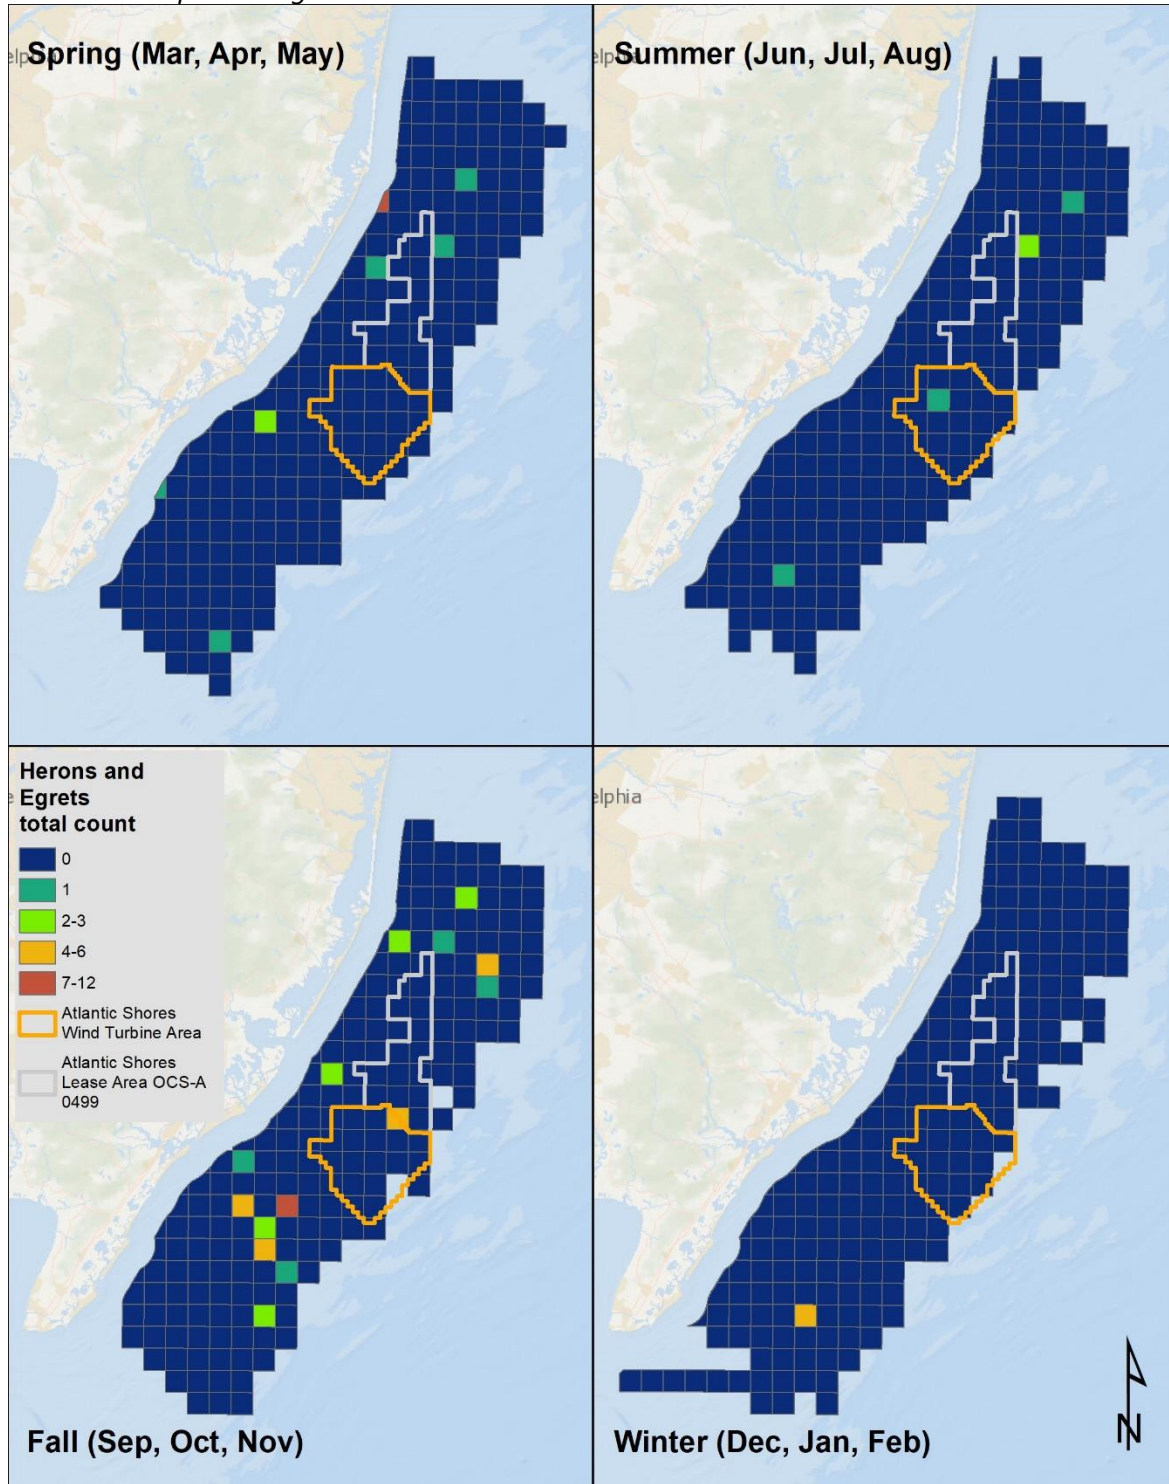 elphia
Spring (Mar, Apr, May)
elphia
Summer (Jun, Jul, Aug)
Herons and
Egrets
total count
0
1
2-3
4-6
7-12
Atlantic Shores
Wind Turbine Area
Atlantic Shores
Lease Area OCS-A
0499
Fall (Sep, Oct, Nov)
elphia
Winter (Dec, Jan, Feb)
N